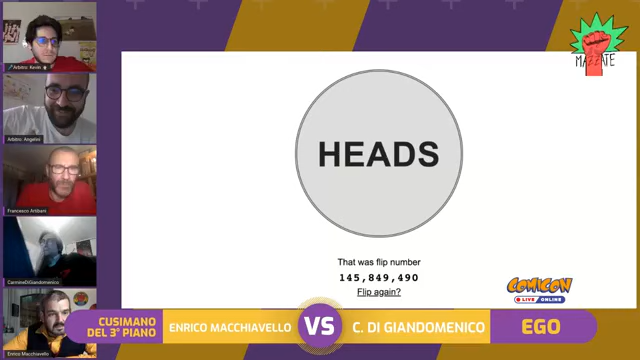 Arbitro: Kevin
Arbitro: Angelini
Francesco Artibani
CarmineDiGiandomenico
Enrico Macchiavello
MAZZATE
HEADS
That was flip number
145,849,490
Flip again?
COMICON
LIVE ONLINE
CUSIMANO
DEL 3° PIANO
ENRICO MACCHIAVELLO
VS
C. DI GIANDOMENICO
EGO